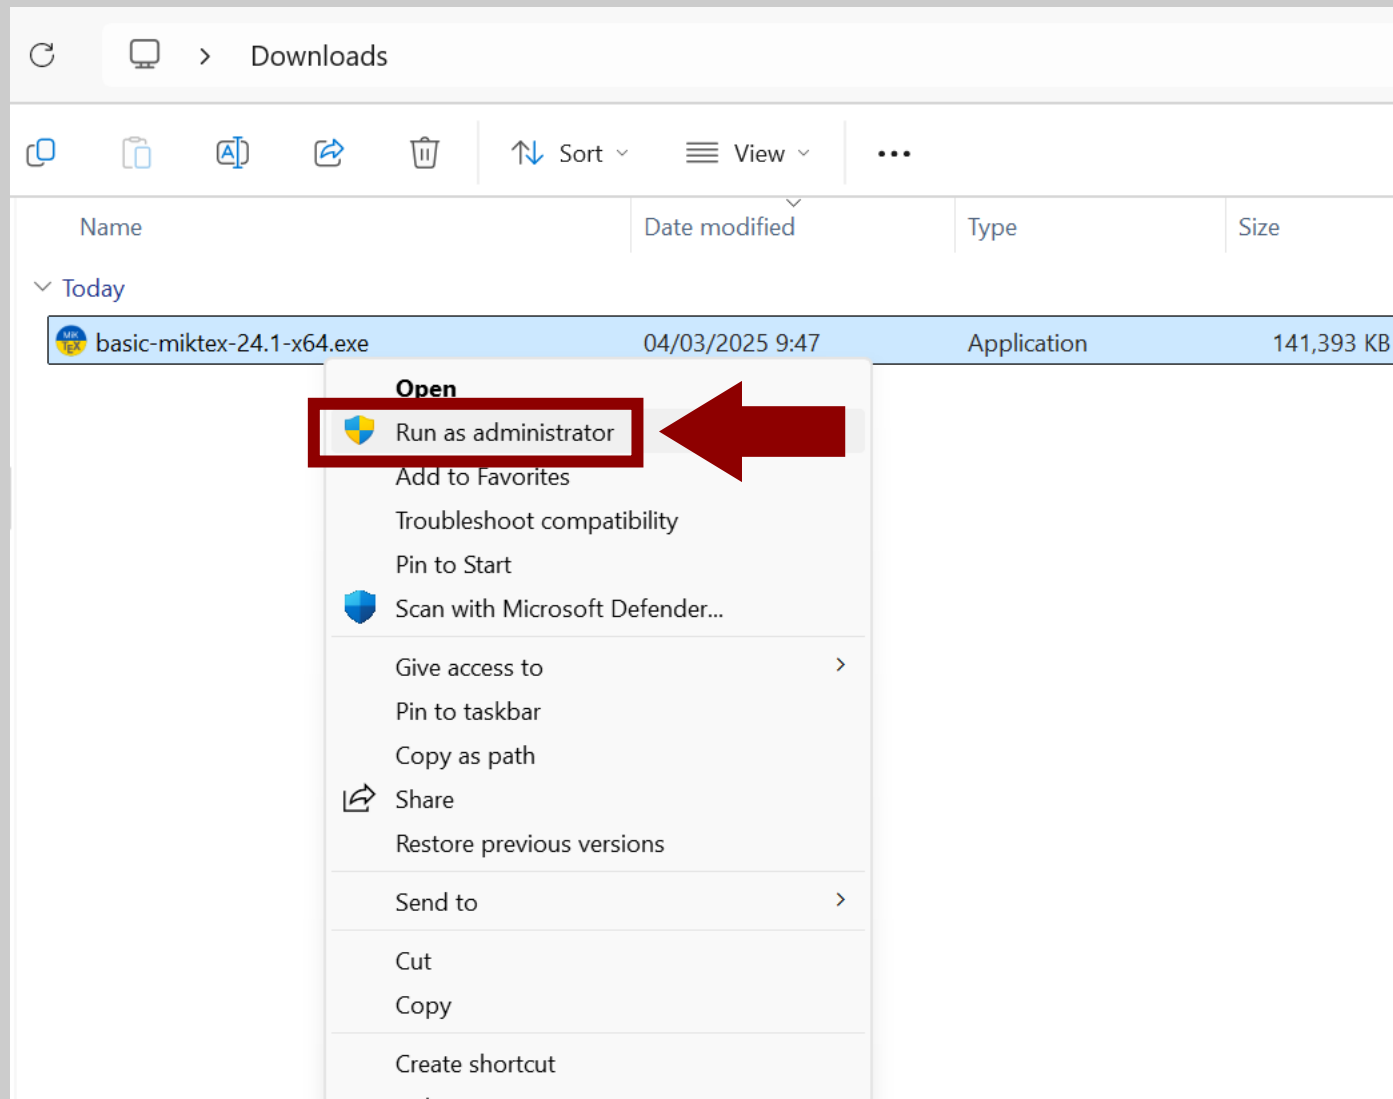 Downloads
Sort View
Name Date modified Type Size
Today
basic-miktex-24.1-x64.exe 04/03/2025 9:47 Application 141,393 KB
Open
Run as administrator
Add to Favorites
Troubleshoot compatibility
Pin to Start
Scan with Microsoft Defender...
Give access to
Pin to taskbar
Copy as path
Share
Restore previous versions
Send to
Cut
Copy
Create shortcut